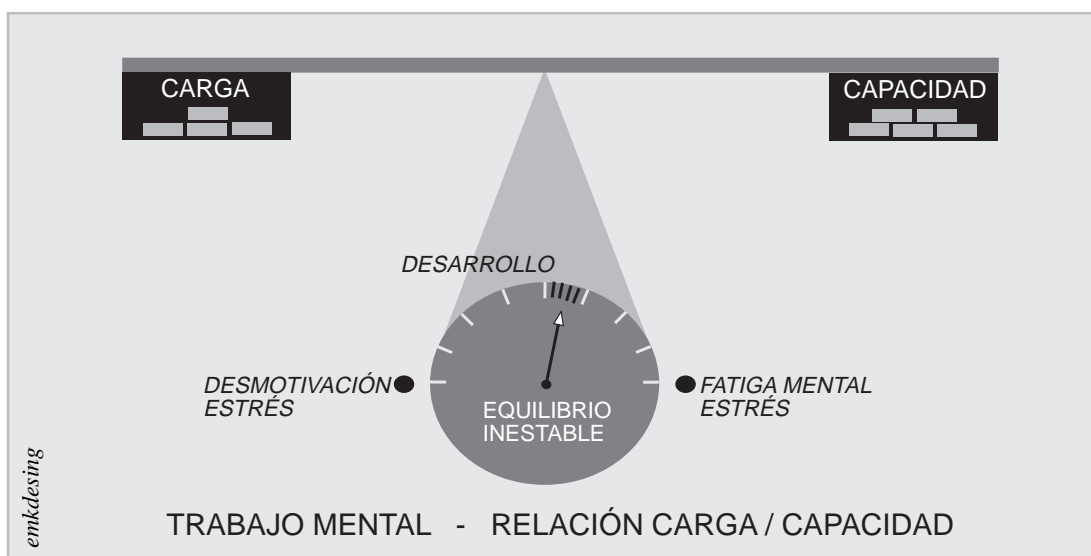 CARGA
CAPACIDAD
DESARROLLO
DESMOTIVACIÓN
ESTRÉS
FATIGA MENTAL
ESTRÉS
EQUILIBRIO
INESTABLE
emkdesing
TRABAJO MENTAL - RELACIÓN CARGA / CAPACIDAD